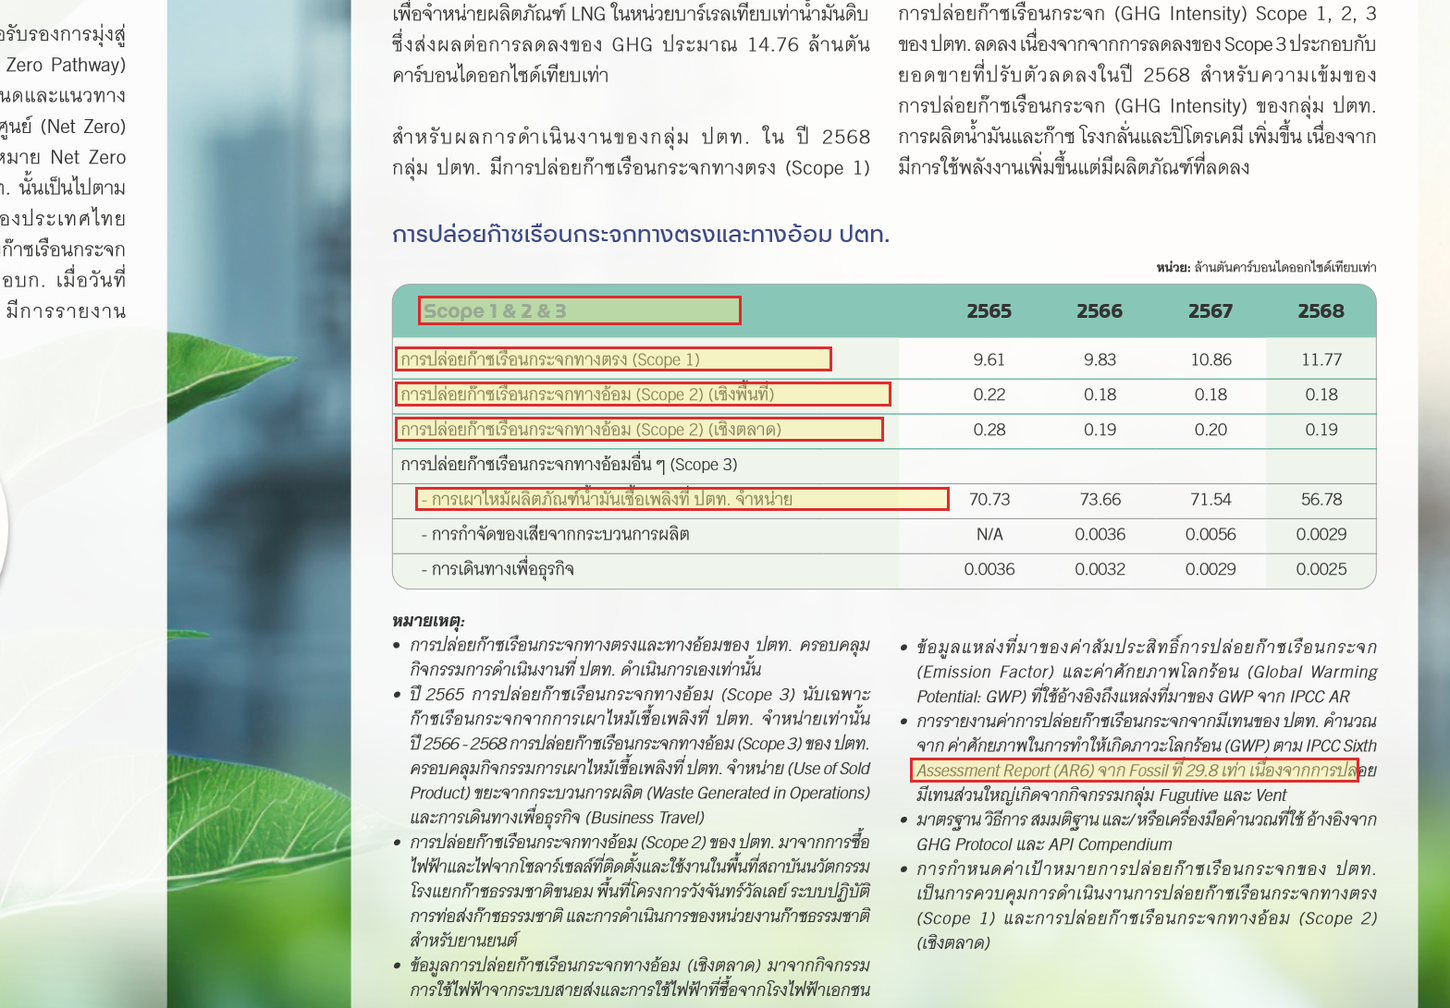 อรับรองการมุ่งสู่
Zero Pathway)
นดและแนวทาง
ศูนย์ (Net Zero)
หมาย Net Zero
ท. นั้นเป็นไปตาม
องประเทศไทย
ก๊าซเรือนกระจก
อบก. เมื่อวันที่
มีการรายงาน
เพื่อจำหน่ายผลิตภัณฑ์ LNG ในหน่วยบาร์เรลเทียบเท่าน้ำมันดิบ
ซึ่งส่งผลต่อการลดลงของ GHG ประมาณ 14.76 ล้านตัน
คาร์บอนไดออกไซด์เทียบเท่า
สำหรับผลการดำเนินงานของกลุ่ม ปตท. ใน ปี 2568
กลุ่ม ปตท. มีการปล่อยก๊าซเรือนกระจกทางตรง (Scope 1)
การปล่อยก๊าซเรือนกระจก (GHG Intensity) Scope 1, 2, 3
ของ ปตท. ลดลง เนื่องจากจากการลดลงของ Scope 3 ประกอบกับ
ยอดขายที่ปรับตัวลดลงในปี 2568 สำหรับความเข้มของ
การปล่อยก๊าซเรือนกระจก (GHG Intensity) ของกลุ่ม ปตท.
การผลิตน้ำมันและก๊าซ โรงกลั่นและปิโตรเคมี เพิ่มขึ้น เนื่องจาก
มีการใช้พลังงานเพิ่มขึ้นแต่มีผลิตภัณฑ์ที่ลดลง
การปล่อยก๊าซเรือนกระจกทางตรงและทางอ้อม ปตท.
หน่วย: ล้านตันคาร์บอนไดออกไซด์เทียบเท่า
Scope 1 & 2 & 3 2565 2566 2567 2568
การปล่อยก๊าซเรือนกระจกทางตรง (Scope 1) 9.61 9.83 10.86 11.77
การปล่อยก๊าซเรือนกระจกทางอ้อม (Scope 2) (เชิงพื้นที่) 0.22 0.18 0.18 0.18
การปล่อยก๊าซเรือนกระจกทางอ้อม (Scope 2) (เชิงตลาด) 0.28 0.19 0.20 0.19
การปล่อยก๊าซเรือนกระจกทางอ้อมอื่น ๆ (Scope 3)
- การเผาไหม้ผลิตภัณฑ์น้ำมันเชื้อเพลิงที่ ปตท. จำหน่าย 70.73 73.66 71.54 56.78
- การกำจัดของเสียจากกระบวนการผลิต N/A 0.0036 0.0056 0.0029
- การเดินทางเพื่อธุรกิจ 0.0036 0.0032 0.0029 0.0025
หมายเหตุ:
• การปล่อยก๊าซเรือนกระจกทางตรงและทางอ้อมของ ปตท. ครอบคลุม
กิจกรรมการดำเนินงานที่ ปตท. ดำเนินการเองเท่านั้น
• ปี 2565 การปล่อยก๊าซเรือนกระจกทางอ้อม (Scope 3) นับเฉพาะ
ก๊าซเรือนกระจกจากการเผาไหม้เชื้อเพลิงที่ ปตท. จำหน่ายเท่านั้น
ปี 2566 - 2568 การปล่อยก๊าซเรือนกระจกทางอ้อม (Scope 3) ของ ปตท.
ครอบคลุมกิจกรรมการเผาไหม้เชื้อเพลิงที่ ปตท. จำหน่าย (Use of Sold
Product) ขยะจากกระบวนการผลิต (Waste Generated in Operations)
และการเดินทางเพื่อธุรกิจ (Business Travel)
• การปล่อยก๊าซเรือนกระจกทางอ้อม (Scope 2) ของ ปตท. มาจากการซื้อ
ไฟฟ้าและไฟจากโซลาร์เซลล์ที่ติดตั้งและใช้งานในพื้นที่สถาบันนวัตกรรม
โรงแยกก๊าซธรรมชาติขนอม พื้นที่โครงการวังจันทร์วัลเลย์ ระบบปฏิบัติ
การท่อส่งก๊าซธรรมชาติ และการดำเนินการของหน่วยงานก๊าซธรรมชาติ
สำหรับยานยนต์
• ข้อมูลการปล่อยก๊าซเรือนกระจกทางอ้อม (เชิงตลาด) มาจากกิจกรรม
การใช้ไฟฟ้าจากระบบสายส่งและการใช้ไฟฟ้าที่ซื้อจากโรงไฟฟ้าเอกชน
• ข้อมูลแหล่งที่มาของค่าสัมประสิทธิ์การปล่อยก๊าซเรือนกระจก
(Emission Factor) และค่าศักยภาพโลกร้อน (Global Warming
Potential: GWP) ที่ใช้อ้างอิงถึงแหล่งที่มาของ GWP จาก IPCC AR
• การรายงานค่าการปล่อยก๊าซเรือนกระจกจากมีเทนของ ปตท. คำนวณ
จาก ค่าศักยภาพในการทำให้เกิดภาวะโลกร้อน (GWP) ตาม IPCC Sixth
Assessment Report (AR6) จาก Fossil ที่ 29.8 เท่า เนื่องจากการปล่อย
มีเทนส่วนใหญ่เกิดจากกิจกรรมกลุ่ม Fugutive และ Vent
• มาตรฐาน วิธีการ สมมติฐาน และ/หรือเครื่องมือคำนวณที่ใช้ อ้างอิงจาก
GHG Protocol และ API Compendium
• การกำหนดค่าเป้าหมายการปล่อยก๊าซเรือนกระจกของ ปตท.
เป็นการควบคุมการดำเนินงานการปล่อยก๊าซเรือนกระจกทางตรง
(Scope 1) และการปล่อยก๊าซเรือนกระจกทางอ้อม (Scope 2)
(เชิงตลาด)